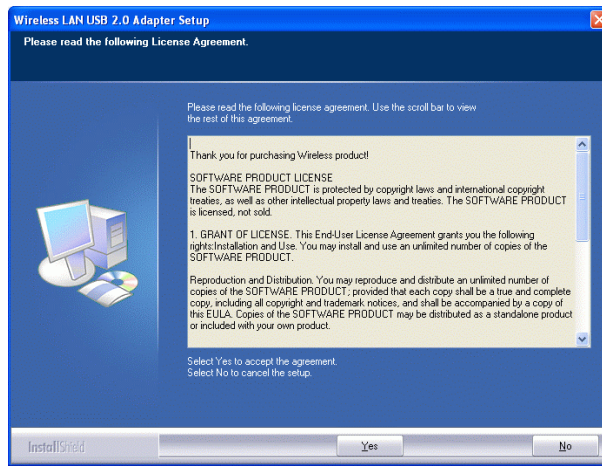 Wireless LAN USB 2.0 Adapter Setup
Please read the following License Agreement.
Please read the following license agreement. Use the scroll bar to view
the rest of this agreement.
Thank you for purchasing Wireless product!
SOFTWARE PRODUCT LICENSE
The SOFTWARE PRODUCT is protected by copyright laws and international copyright
treaties, as well as other intellectual property laws and treaties. The SOFTWARE PRODUCT
is licensed, not sold.
1. GRANT OF LICENSE. This End-User License Agreement grants you the following
rights:Installation and Use. You may install and use an unlimited number of copies of the
SOFTWARE PRODUCT.
Reproduction and Distribution. You may reproduce and distribute an unlimited number of
copies of the SOFTWARE PRODUCT; provided that each copy shall be a true and complete
copy, including all copyright and trademark notices, and shall be accompanied by a copy of
this EULA. Copies of the SOFTWARE PRODUCT may be distributed as a standalone product
or included with your own product.
Select Yes to accept the agreement.
Select No to cancel the setup.
InstallShield
Yes
No